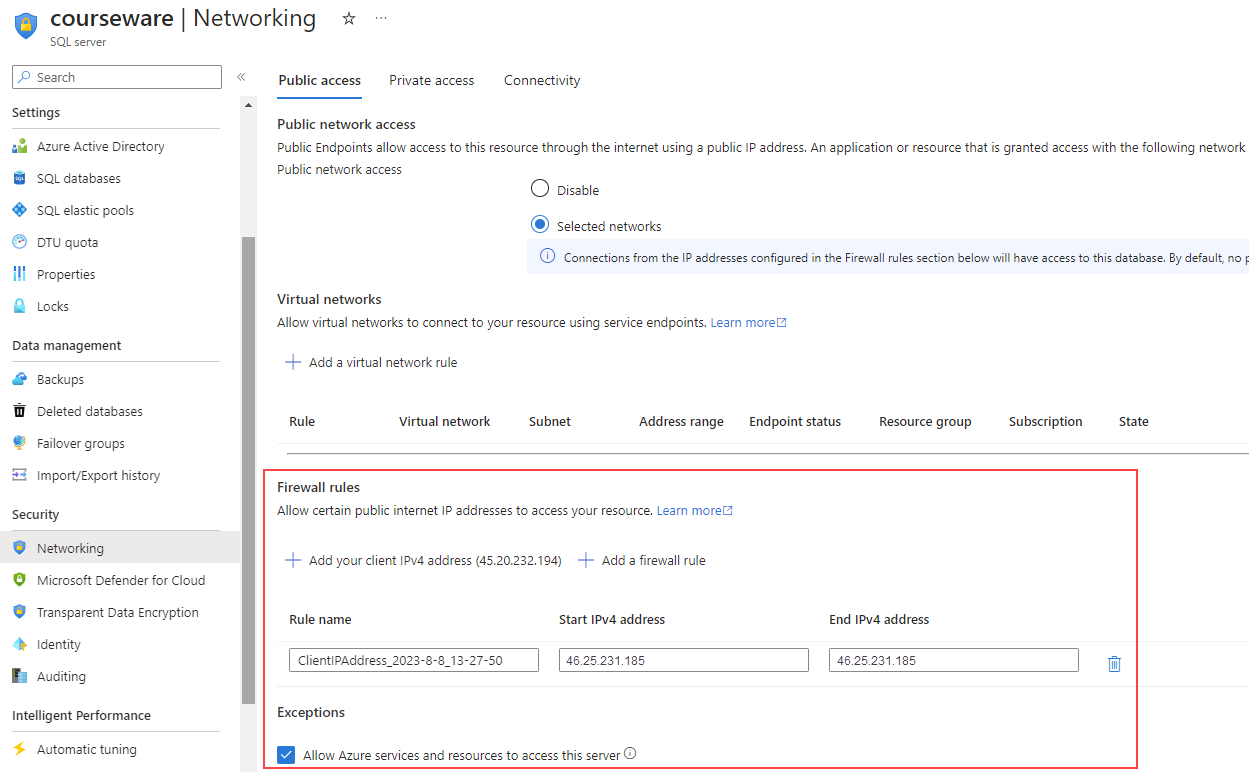 courseware | Networking
SQL server
Search
Settings
Azure Active Directory
SQL databases
SQL elastic pools
DTU quota
Properties
Locks
Data management
Backups
Deleted databases
Failover groups
Import/Export history
Security
Networking
Microsoft Defender for Cloud
Transparent Data Encryption
Identity
Auditing
Intelligent Performance
Automatic tuning
Public access Private access Connectivity
Public network access
Public Endpoints allow access to this resource through the internet using a public IP address. An application or resource that is granted access with the following network
Public network access
Disable
Selected networks
Connections from the IP addresses configured in the Firewall rules section below will have access to this database. By default, no p
Virtual networks
Allow virtual networks to connect to your resource using service endpoints. Learn more
Add a virtual network rule
Rule Virtual network Subnet Address range Endpoint status Resource group Subscription State
Firewall rules
Allow certain public internet IP addresses to access your resource. Learn more
Add your client IPv4 address (45.20.232.194) Add a firewall rule
Rule name Start IPv4 address End IPv4 address
ClientIPAddress_2023-8-8_13-27-50 46.25.231.185 46.25.231.185
Exceptions
Allow Azure services and resources to access this server